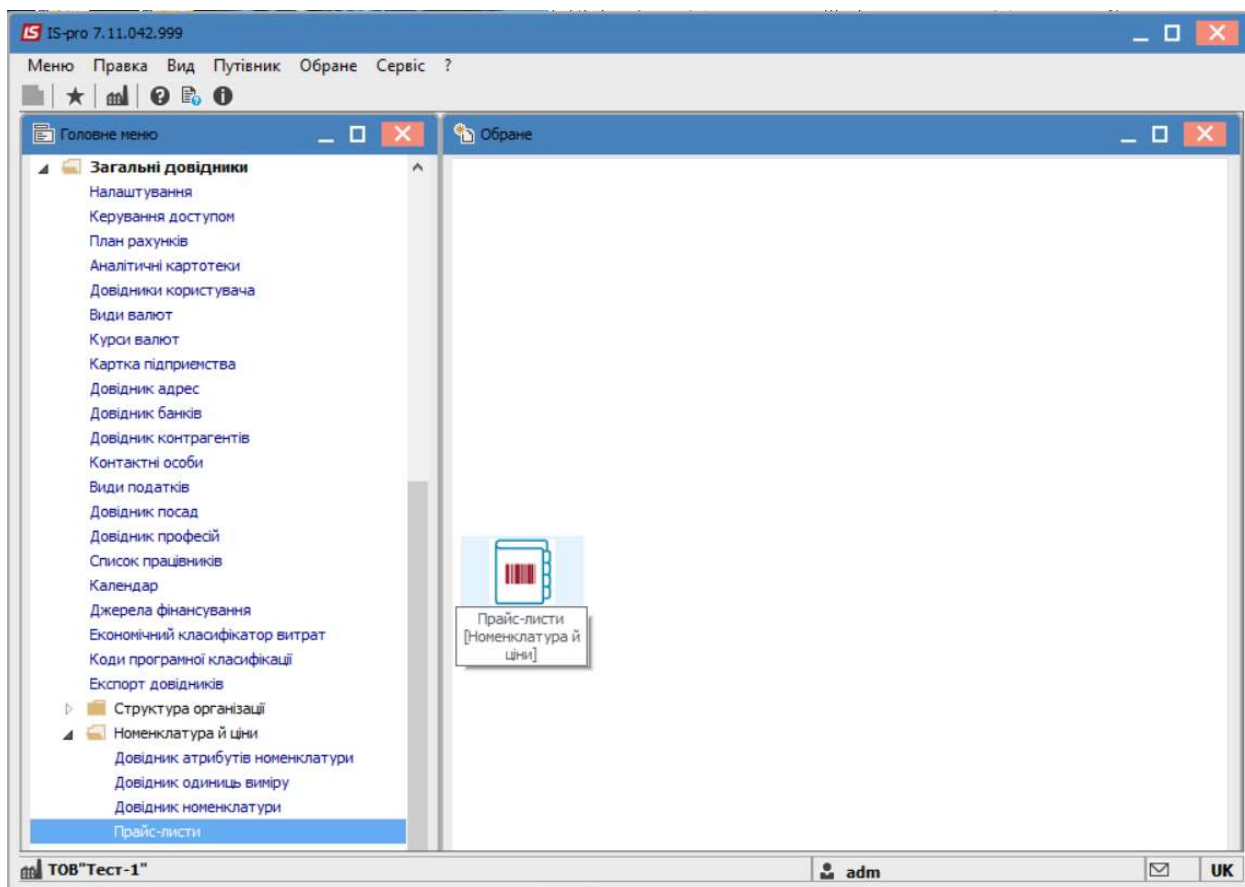 IS-pro 7.11.042.999
Меню Правка Вид Путівник Обране Сервіс ?
Головне меню
Загальні довідники
Налаштування
Керування доступом
План рахунків
Аналітичні картотеки
Довідники користувача
Види валют
Курси валют
Картка підприємства
Довідник адрес
Довідник банків
Довідник контрагентів
Контактні особи
Види податків
Довідник посад
Довідник професій
Список працівників
Календар
Джерела фінансування
Економічний класифікатор витрат
Коди програмної класифікації
Експорт довідників
Структура організації
Номенклатура й ціни
Довідник атрибутів номенклатури
Довідник одиниць виміру
Довідник номенклатури
Прайс-листи
Обране
Прайс-листи
[Номенклатура й
ціни]
ТОВ"Тест-1"
adm
UK